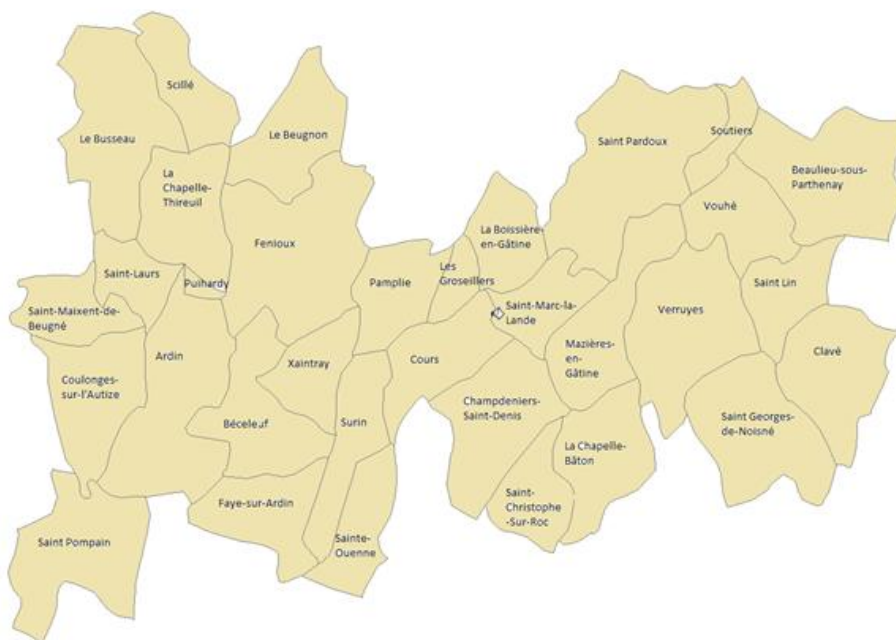 Scillé
Le Busseau
Le Beugnon
La
Chapelle-
Thireuil
Saint Pardoux
Soutiers
Beaulieu-sous-
Parthenay
Vouhé
Fenioux
La Boissière-
en-Gâtine
Saint-Laurs
Puihardy
Pamplie
Les
Groseillers
Saint Lin
Saint-Maixent-de-
Beugné
Saint-Marc-la-
Lande
Verruyes
Ardin
Xaintray
Cours
Mazières-
en-
Gâtine
Clavé
Coulonges-
sur-l'Autize
Champdeniers-
Saint-Denis
Béceleuf
Surin
Saint Georges-
de-Noisné
La Chapelle-
Bâton
Faye-sur-Ardin
Saint-
Christophe
-Sur-Roc
Saint Pompain
Sainte-
Ouenne